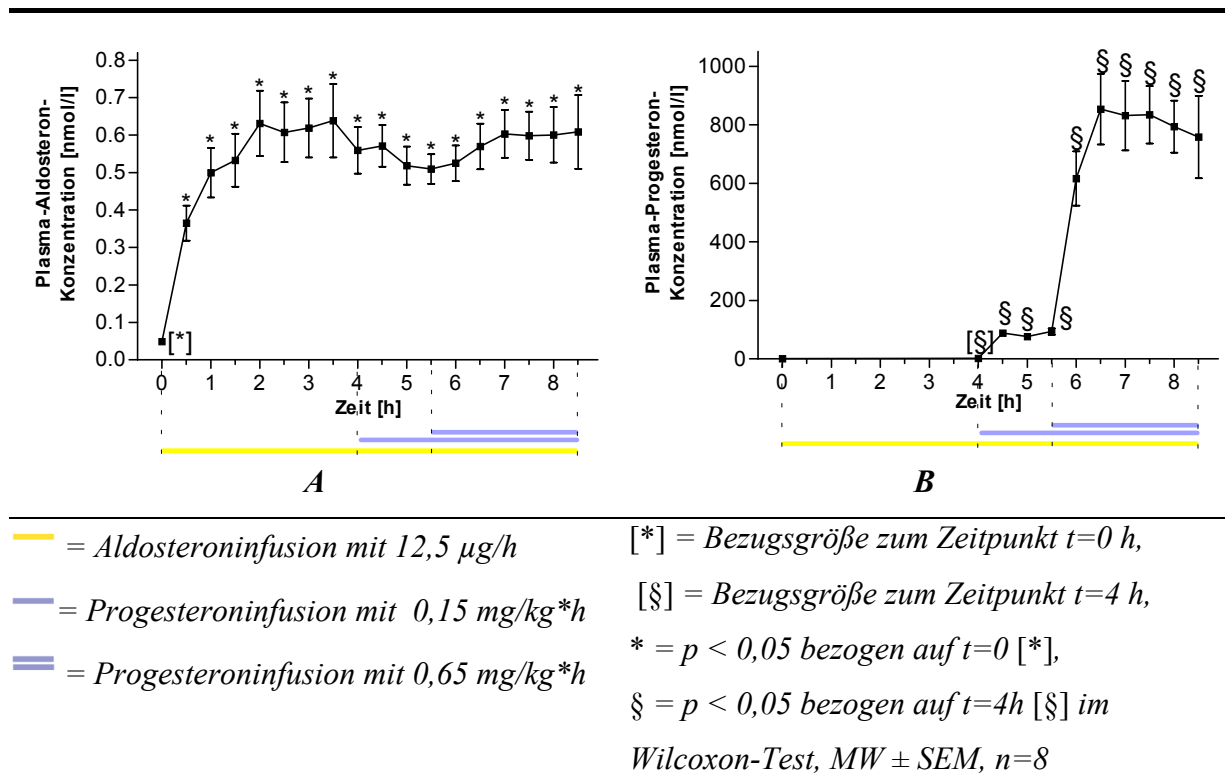 Plasma-Aldosteron-
Konzentration [nmol/l]
0.8
0.7
0.6
0.5
0.4
0.3
0.2
0.1
0.0
[*]
* * * * * * * * * * * * * * * * *
0 1 2 3 4 5 6 7 8
Zeit [h]
A
Plasma-Progesteron-
Konzentration [nmol/l]
1000
800
600
400
200
0
[§]
§ § § § § § § § §
0 1 2 3 4 5 6 7 8
Zeit [h]
B
= Aldosteroninfusion mit 12,5 µg/h
= Progesteroninfusion mit 0,15 mg/kg*h
= Progesteroninfusion mit 0,65 mg/kg*h
[*] = Bezugsgröße zum Zeitpunkt t=0 h,
[§] = Bezugsgröße zum Zeitpunkt t=4 h,
* = p < 0,05 bezogen auf t=0 [*],
§ = p < 0,05 bezogen auf t=4h [§] im
Wilcoxon-Test, MW ± SEM, n=8